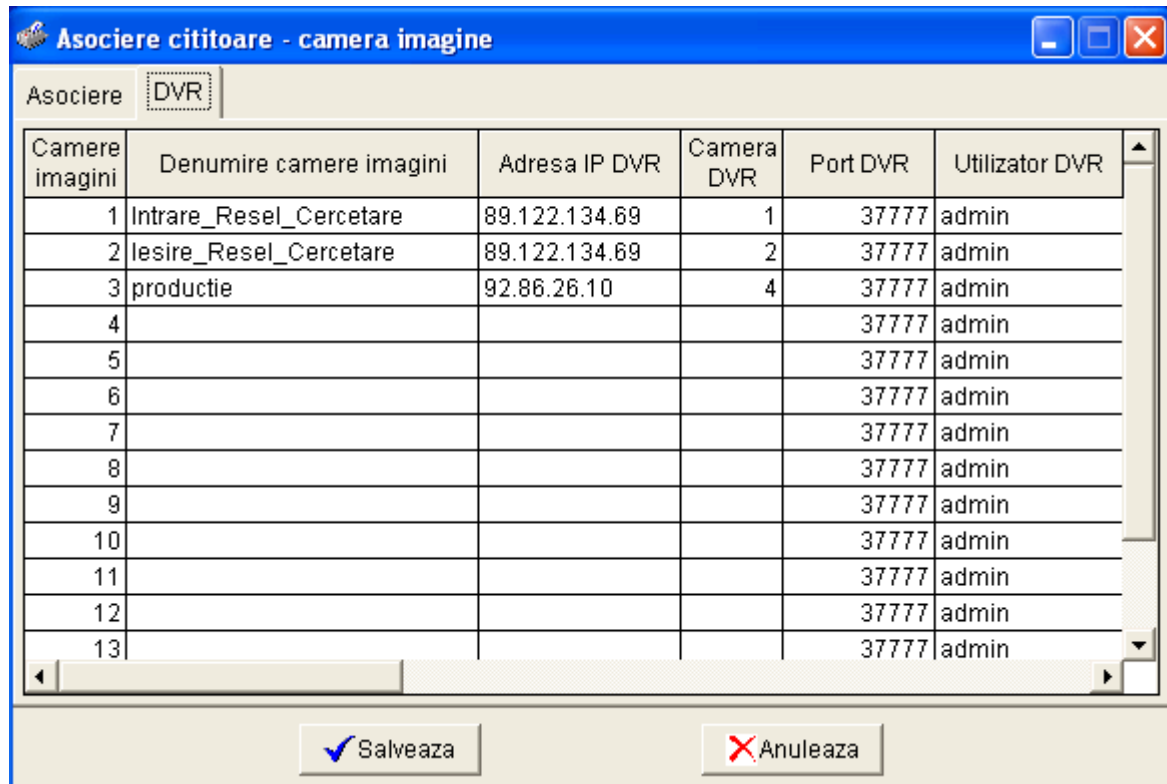 Asociere cititoare - camera imagine
Asociere DVR
Camere imagini Denumire camere imagini Adresa IP DVR Camera DVR Port DVR Utilizator DVR
1 Intrare_Resel_Cercetare 89.122.134.69 1 37777 admin
2 Iesire_Resel_Cercetare 89.122.134.69 2 37777 admin
3 productie 92.86.26.10 4 37777 admin
4 37777 admin
5 37777 admin
6 37777 admin
7 37777 admin
8 37777 admin
9 37777 admin
10 37777 admin
11 37777 admin
12 37777 admin
13 37777 admin
Salveaza Anuleaza